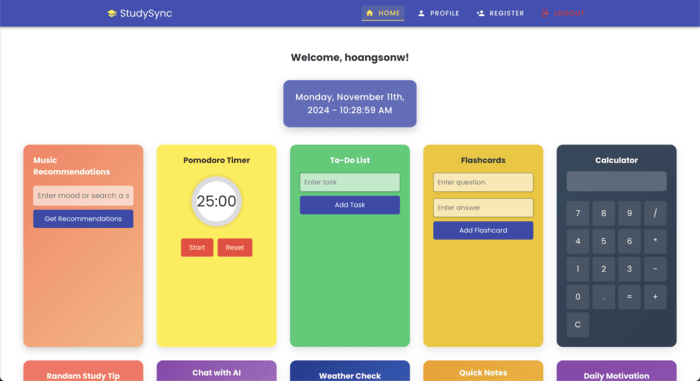 StudySync
HOME
PROFILE
REGISTER
LOGOUT
Welcome, hoangsonw!
Monday, November 11th,
2024 - 10:28:59 AM
Music
Recommendations
Enter mood or search a s
Get Recommendations
Pomodoro Timer
25:00
Start
Reset
To-Do List
Enter task
Add Task
Flashcards
Enter question
Enter answer
Add Flashcard
Calculator
7 8 9 /
4 5 6 *
1 2 3 -
0 . = +
C
Random Study Tip
Chat with AI
Weather Check
Quick Notes
Daily Motivation